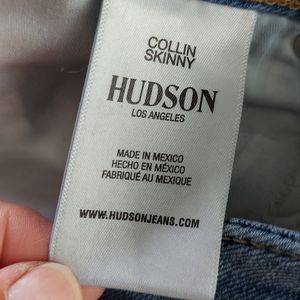 COLLIN
SKINNY
HUDSON
LOS ANGELES
MADE IN MEXICO
HECHO EN MÉXICO
FABRIQUÉ AU MEXIQUE
WWW.HUDSONJEANS.COM